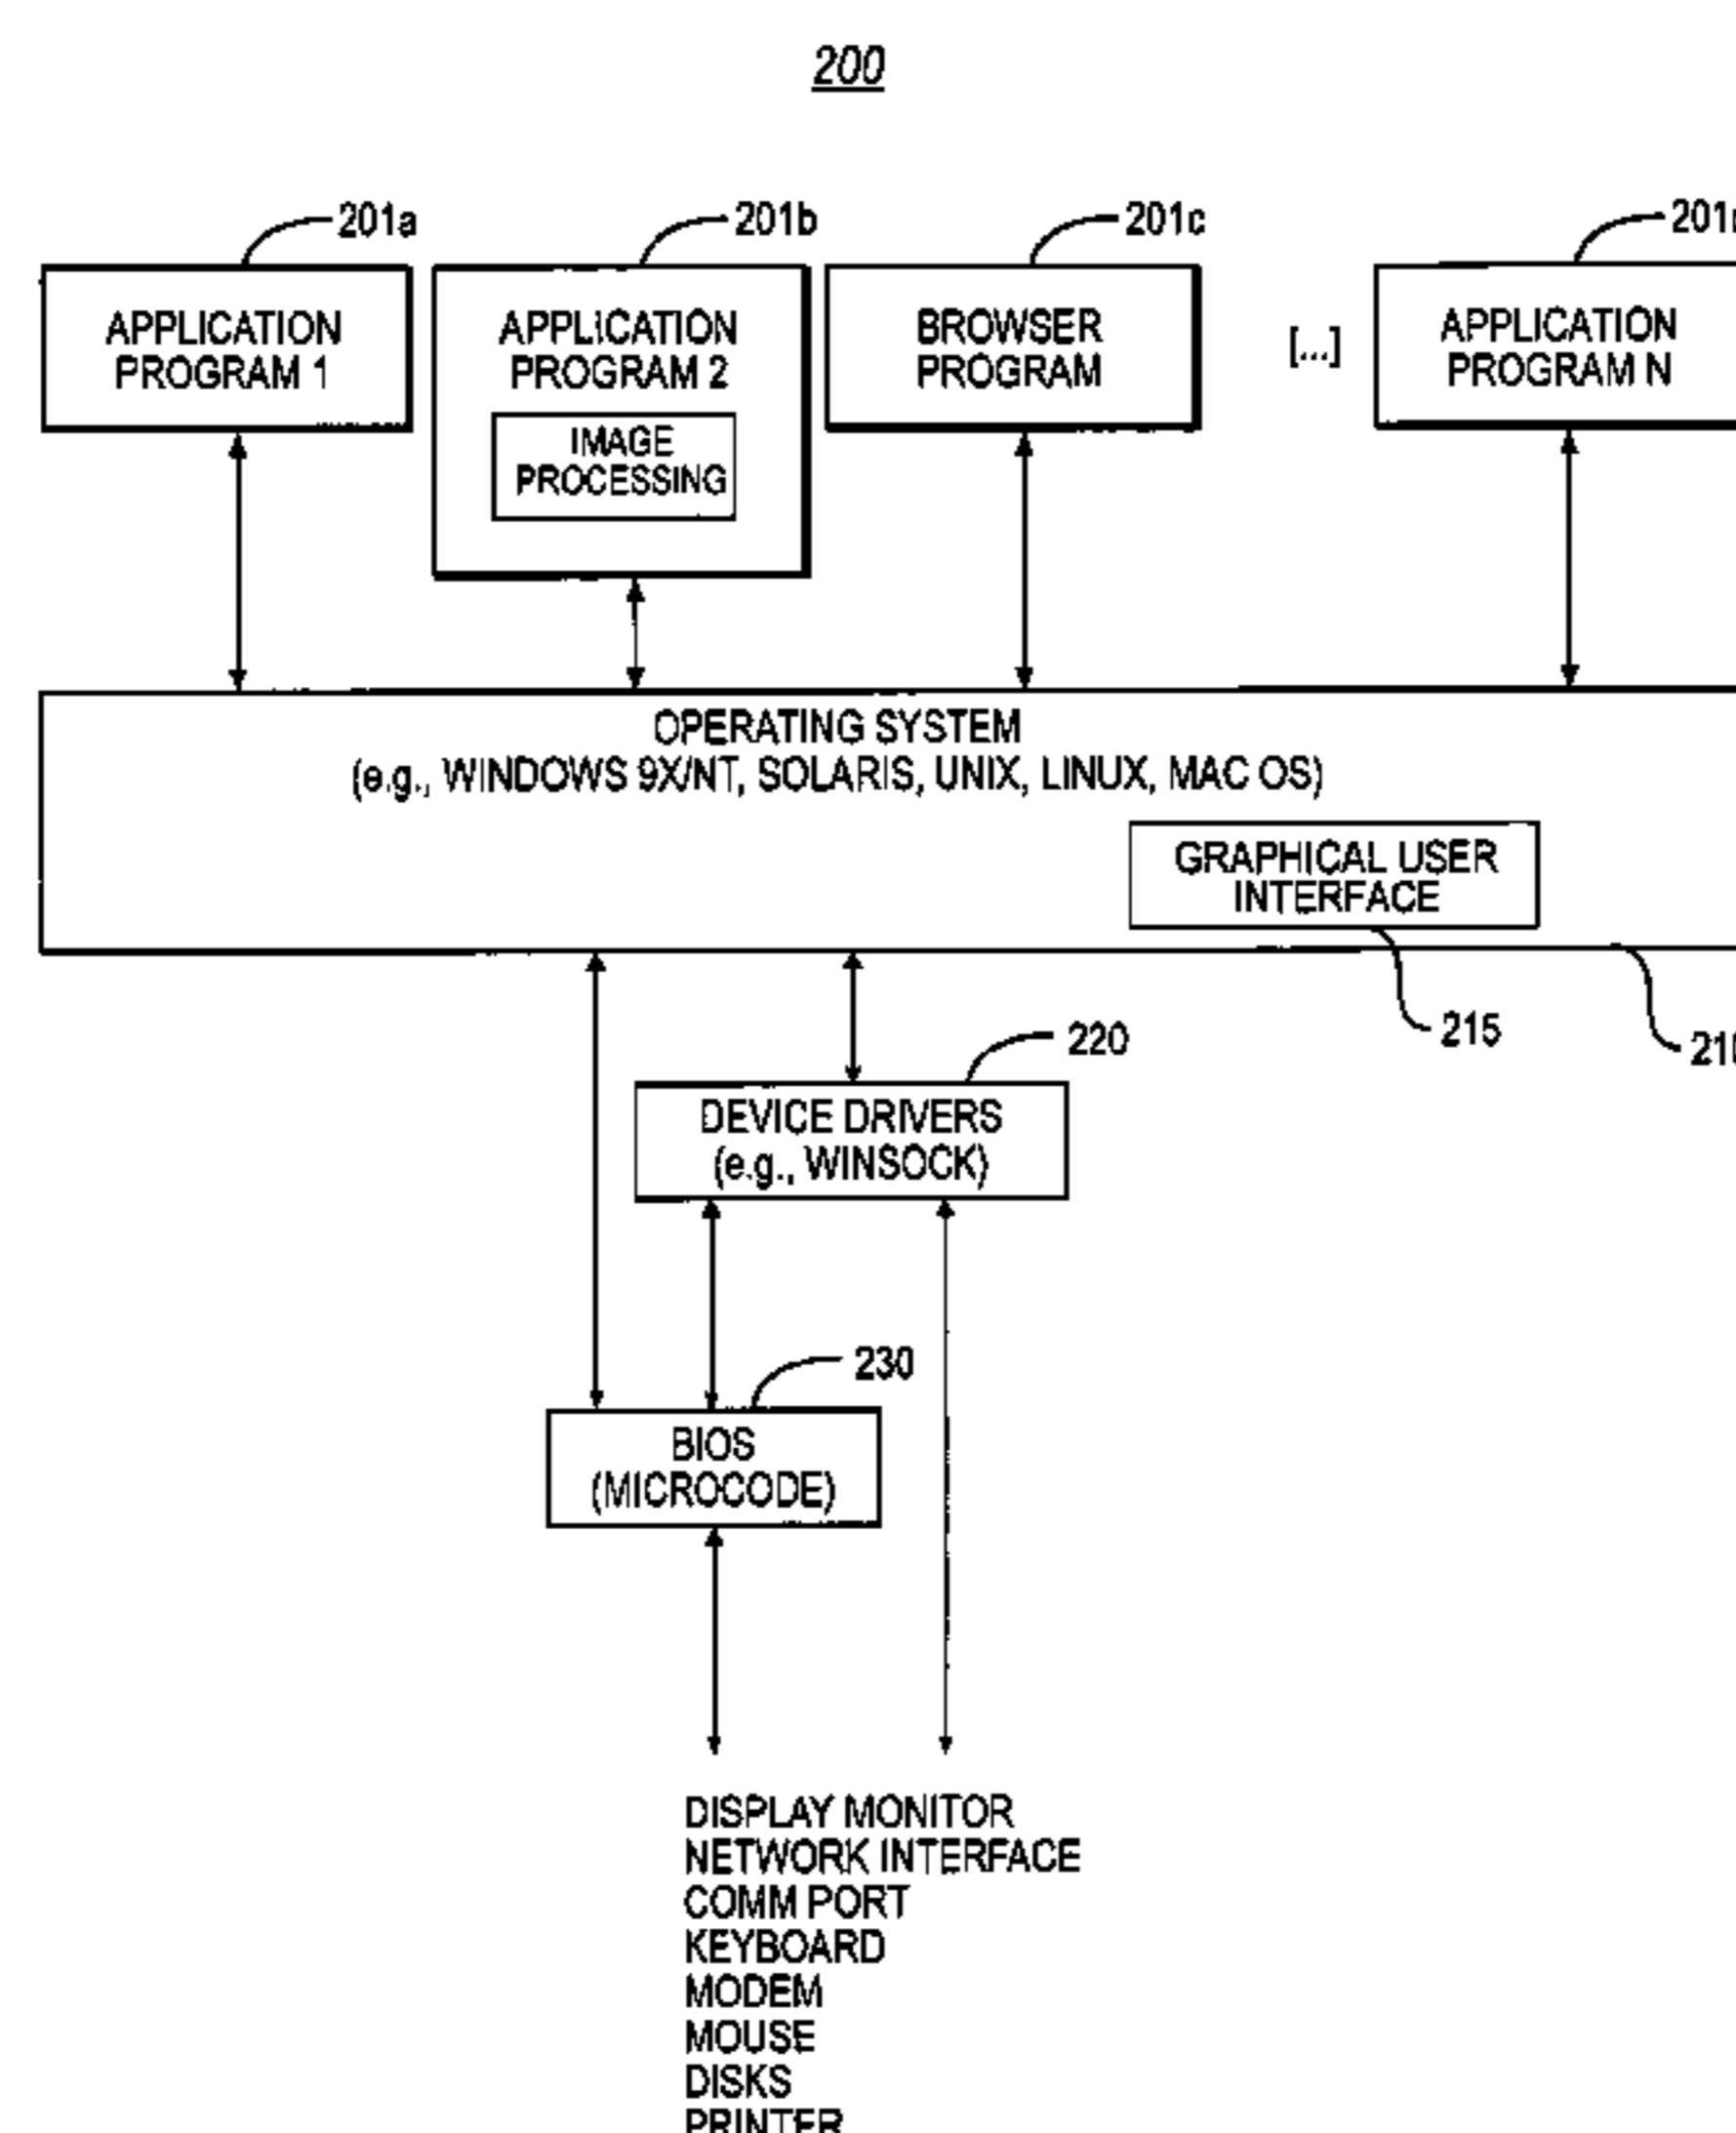 200
201a
201b
201c
APPLICATION
PROGRAM 1
APPLICATION
PROGRAM 2
IMAGE
PROCESSING
BROWSER
PROGRAM
[...]
APPLICATION
PROGRAM N
OPERATING SYSTEM
(e.g., WINDOWS 9X/NT, SOLARIS, UNIX, LINUX, MAC OS)
GRAPHICAL USER
INTERFACE
215
220
DEVICE DRIVERS
(e.g., WINSOCK)
230
BIOS
(MICROCODE)
DISPLAY MONITOR
NETWORK INTERFACE
COMM PORT
KEYBOARD
MODEM
MOUSE
DISKS
PRINTER